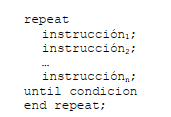 repeat
instrucción₁;
instrucción₂;
…
instrucciónₙ;
until condicion
end repeat;